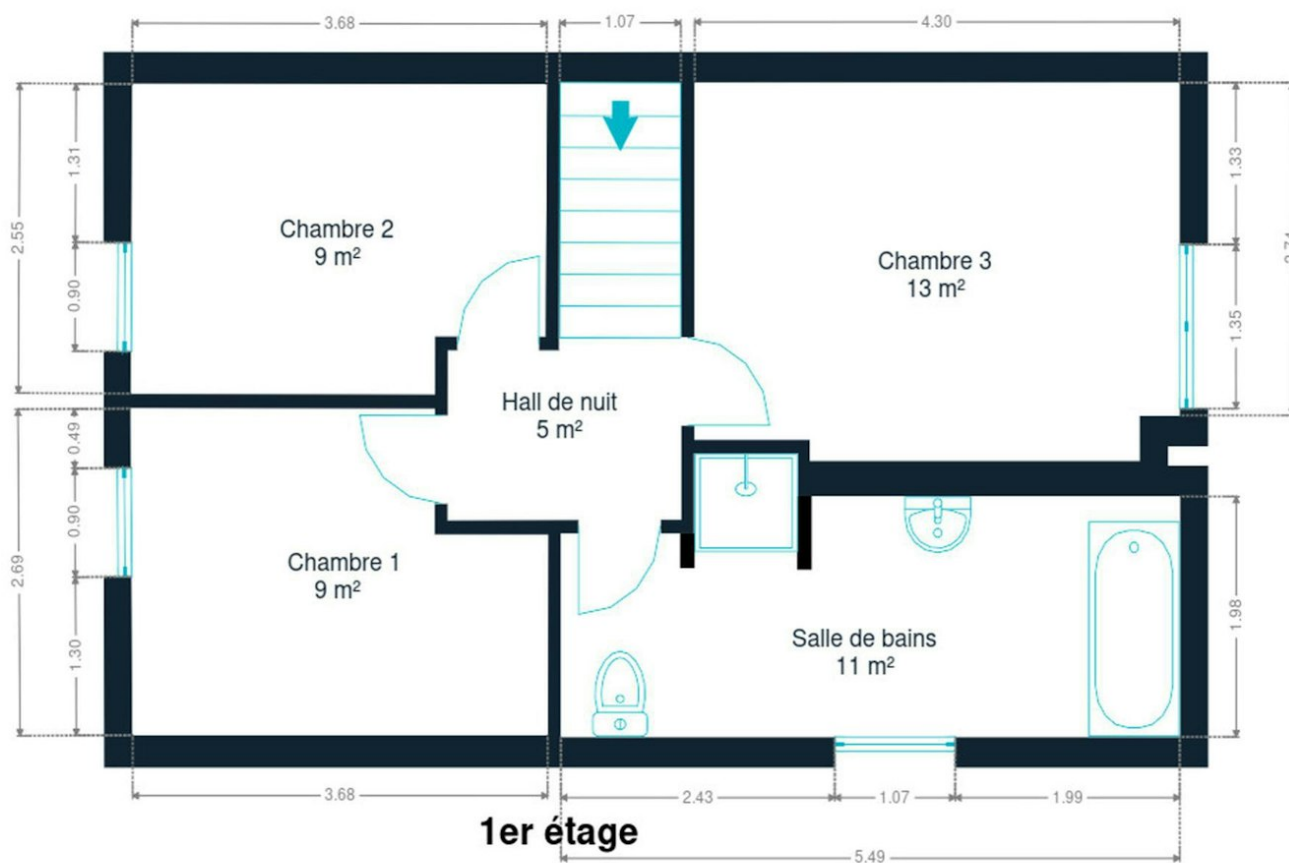 3.68
1.07
4.30
2.55
1.31
0.90
1.33
1.35
Chambre 2
9 m²
Chambre 3
13 m²
Hall de nuit
5 m²
2.69
0.49
0.90
1.30
Chambre 1
9 m²
Salle de bains
11 m²
1.98
3.68
2.43
1.07
1.99
1er étage
5.49